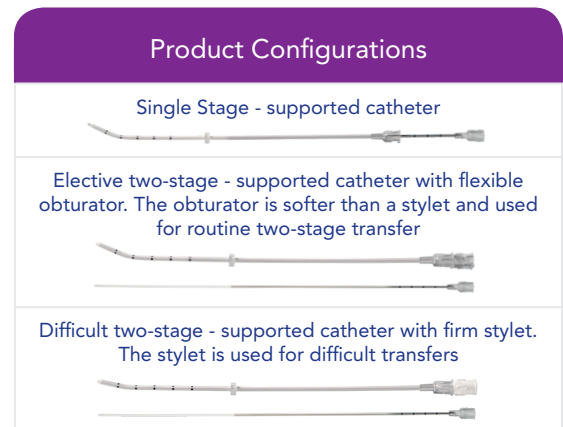 Product Configurations
Single Stage - supported catheter
Elective two-stage - supported catheter with flexible
obturator. The obturator is softer than a stylet and used
for routine two-stage transfer
Difficult two-stage - supported catheter with firm stylet.
The stylet is used for difficult transfers